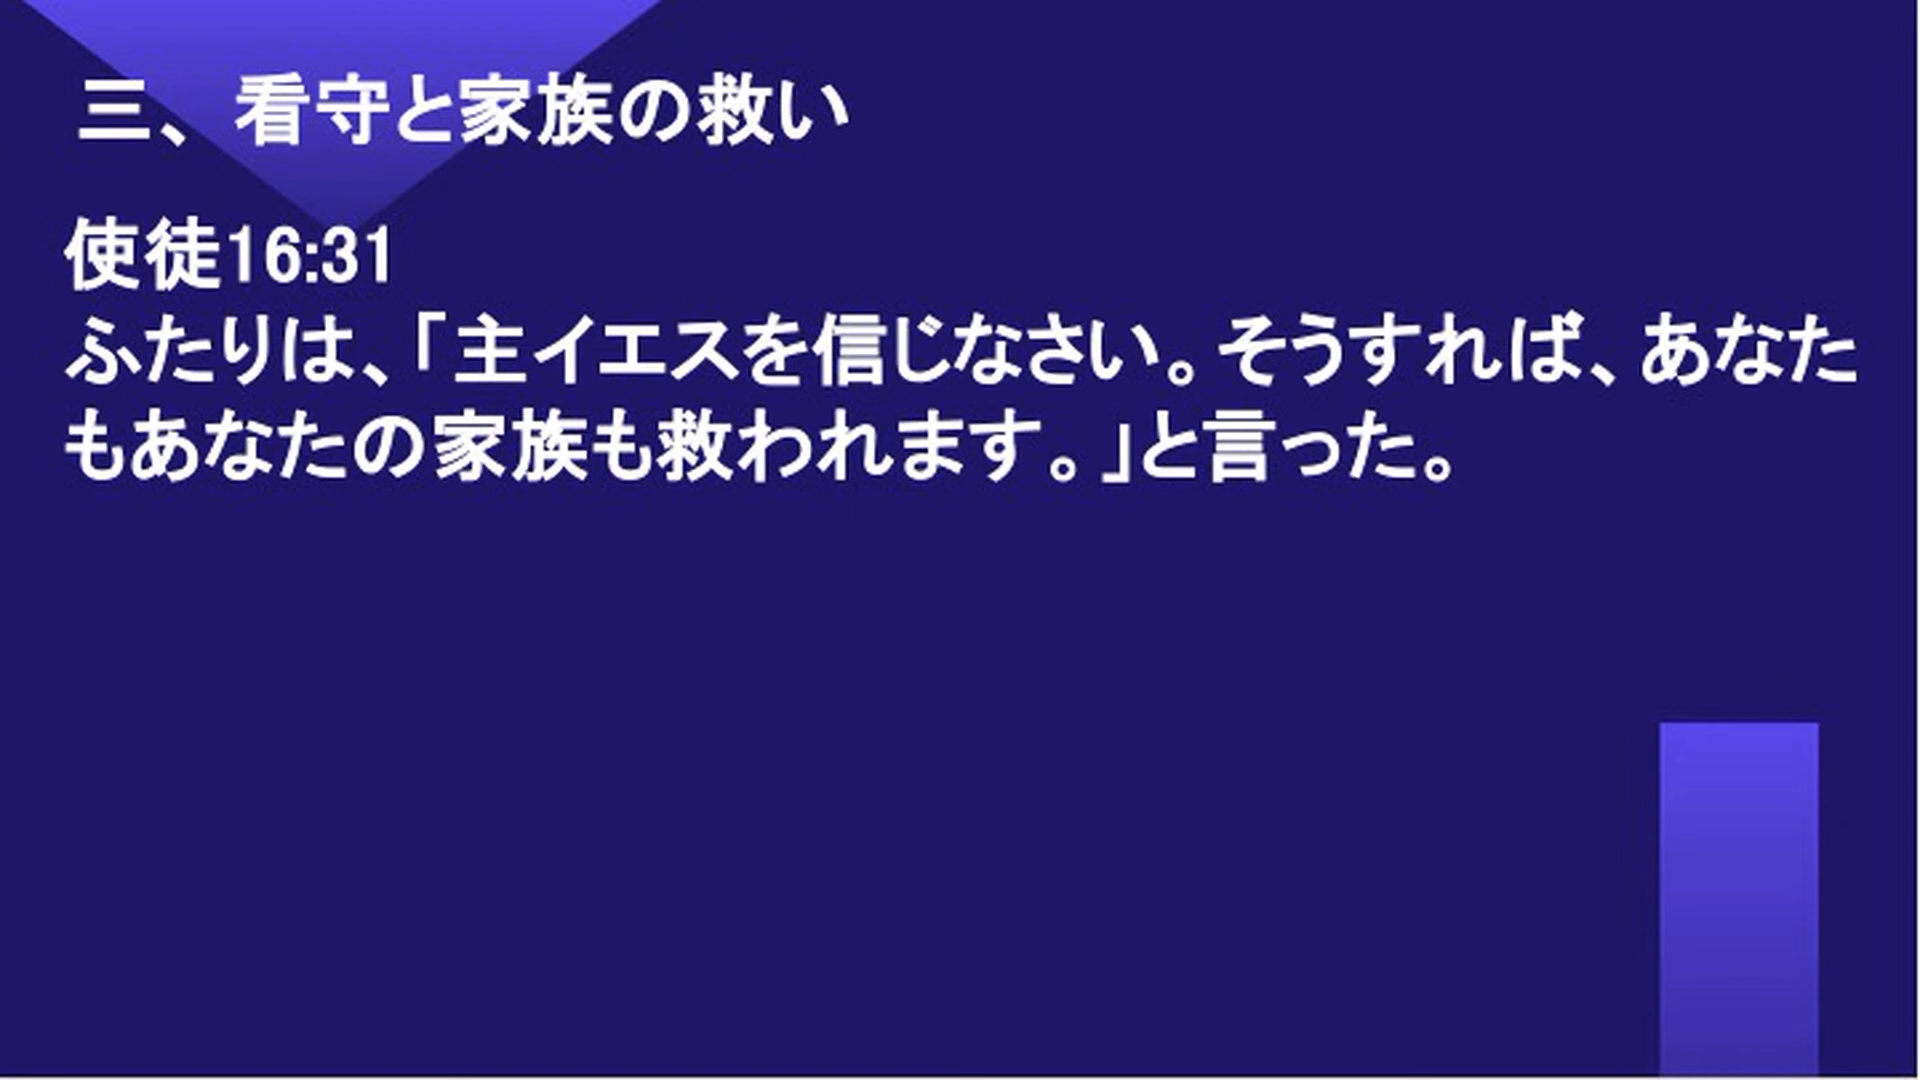 三、 看守と家族の救い
使徒16:31
ふたりは、「主イエスを信じなさい。そうすれば、あなた
もあなたの家族も救われます。」と言った。